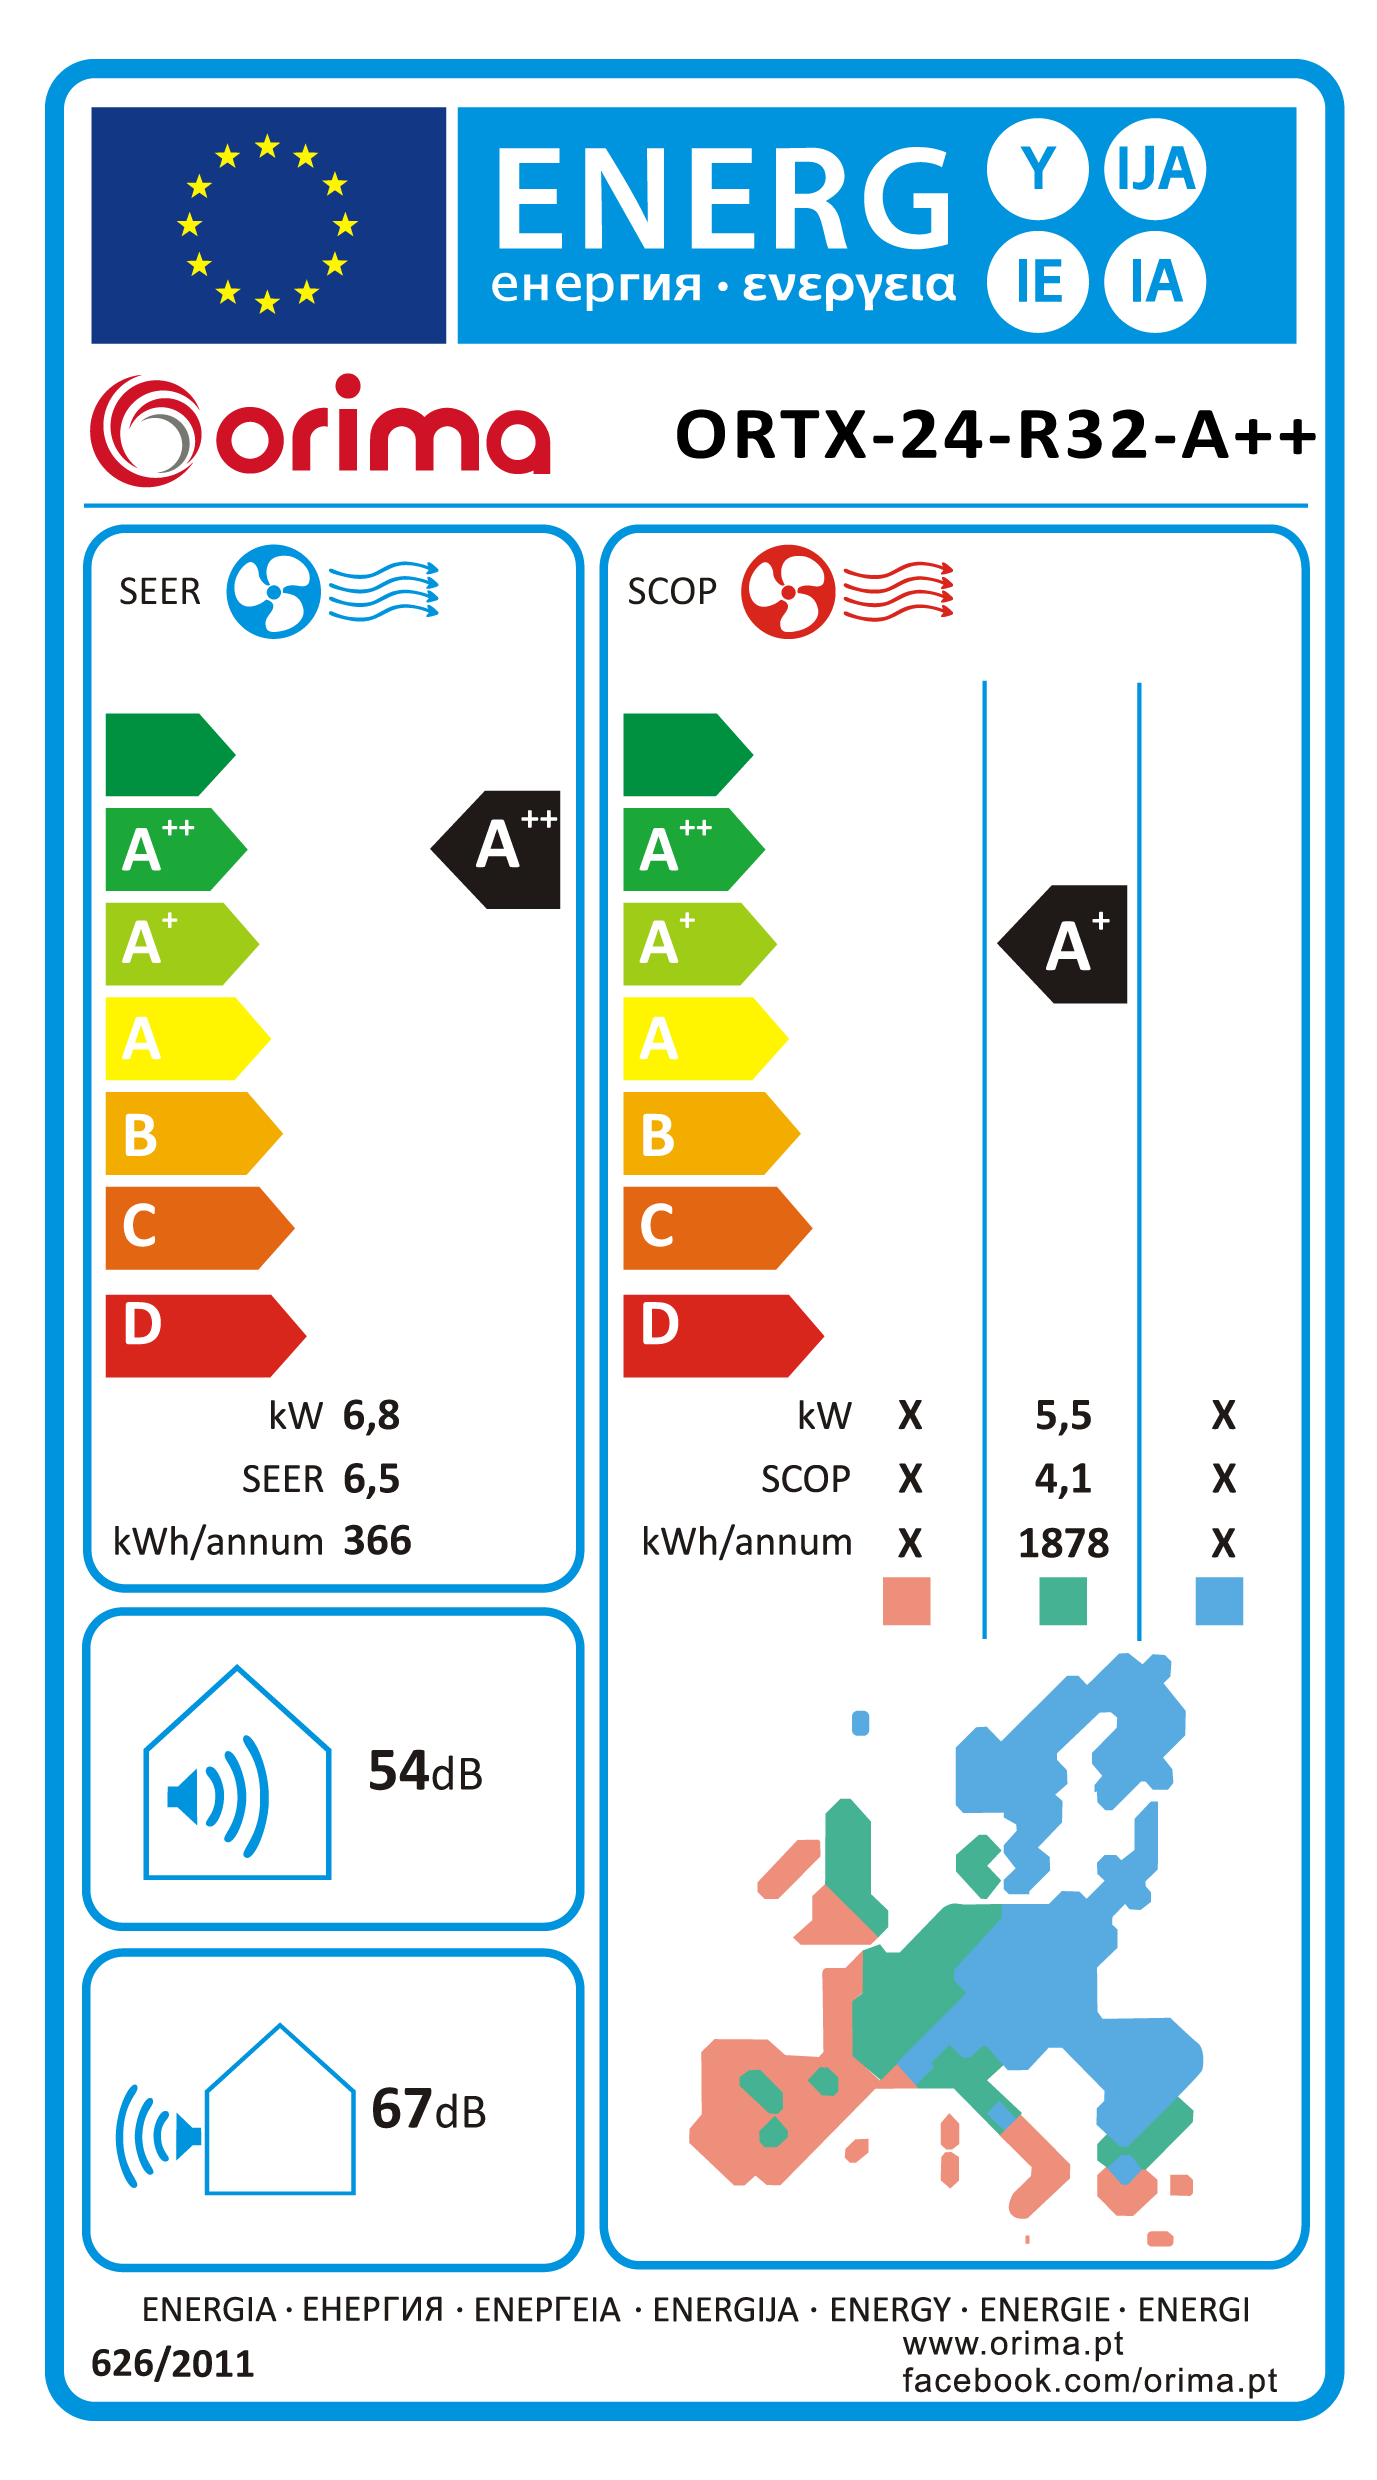 ENERG
Y IJA
IE IA
енергия · ενεργεια
orima
ORTX-24-R32-A++
SEER
A++
A+
A
B
C
D
A++
kW 6,8
SEER 6,5
kWh/annum 366
SCOP
A++
A+
A
B
C
D
A+
kW X 5,5 X
SCOP X 4,1 X
kWh/annum X 1878 X
54dB
67dB
ENERGIA · ЕНЕРГИЯ · ΕΝΕΡΓΕΙΑ · ENERGIJA · ENERGY · ENERGIE · ENERGI
626/2011
www.orima.pt
facebook.com/orima.pt